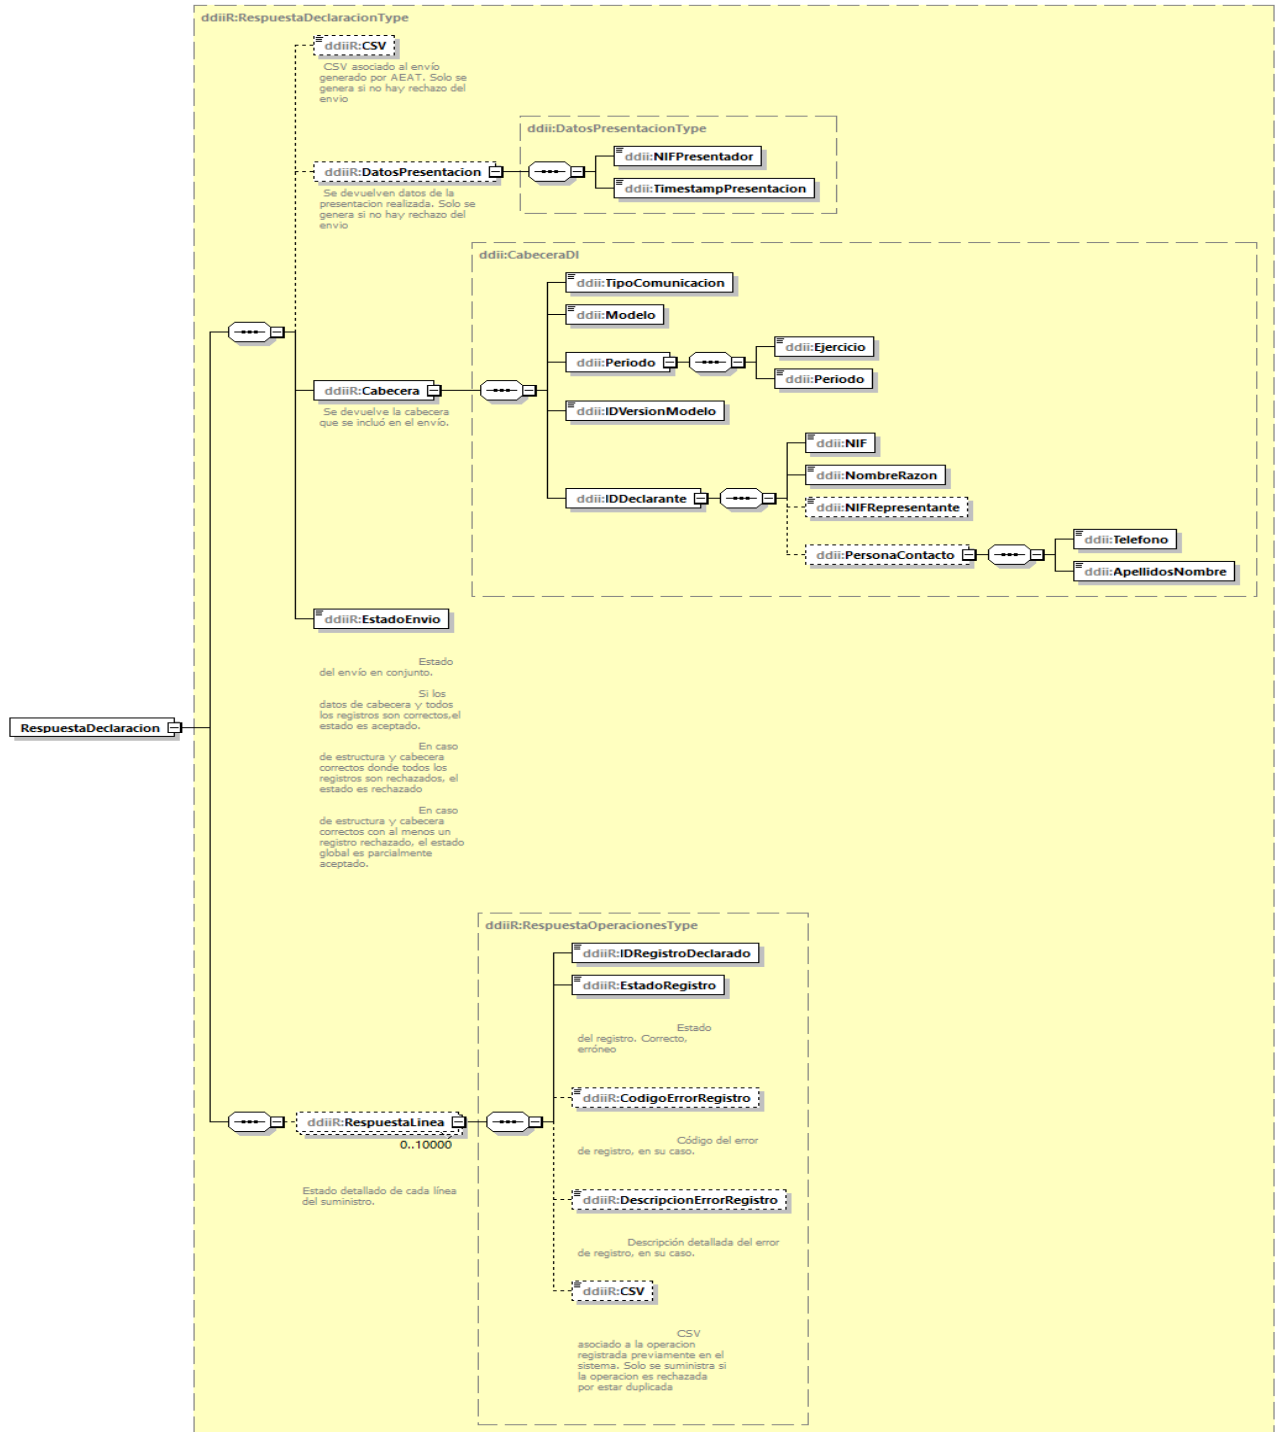 ddiiR:RespuestaDeclaracionType
ddiiR:CSV
CSV asociado al envío
generado por AEAT. Solo se
genera si no hay rechazo del
envio
ddii:DatosPresentacionType
ddiiR:DatosPresentacion
ddii:NIFPresentador
ddii:TimestampPresentacion
Se devuelven datos de la
presentacion realizada. Solo se
genera si no hay rechazo del
envio
ddii:CabeceraDI
ddii:TipoComunicacion
ddii:Modelo
ddii:Periodo
ddii:Ejercicio
ddii:Periodo
ddiiR:Cabecera
Se devuelve la cabecera
que se incluó en el envío.
ddii:IDVersionModelo
ddii:IDDeclarante
ddii:NIF
ddii:NombreRazon
ddii:NIFRepresentante
ddii:PersonaContacto
ddii:Telefono
ddii:ApellidosNombre
ddiiR:EstadoEnvio
Estado
del envío en conjunto.
Si los
datos de cabecera y todos
los registros son correctos,el
estado es aceptado.
En caso
de estructura y cabecera
correctos donde todos los
registros son rechazados, el
estado es rechazado
En caso
de estructura y cabecera
correctos con al menos un
registro rechazado, el estado
global es parcialmente
aceptado.
RespuestaDeclaracion
ddiiR:RespuestaOperacionesType
ddiiR:IDRegistroDeclarado
ddiiR:EstadoRegistro
Estado
del registro. Correcto,
erróneo
ddiiR:RespuestaLinea
0..10000
Estado detallado de cada línea
del suministro.
ddiiR:CodigoErrorRegistro
Código del error
de registro, en su caso.
ddiiR:DescripcionErrorRegistro
Descripción detallada del error
de registro, en su caso.
ddiiR:CSV
CSV
asociado a la operacion
registrada previamente en el
sistema. Solo se suministra si
la operacion es rechazada
por estar duplicada